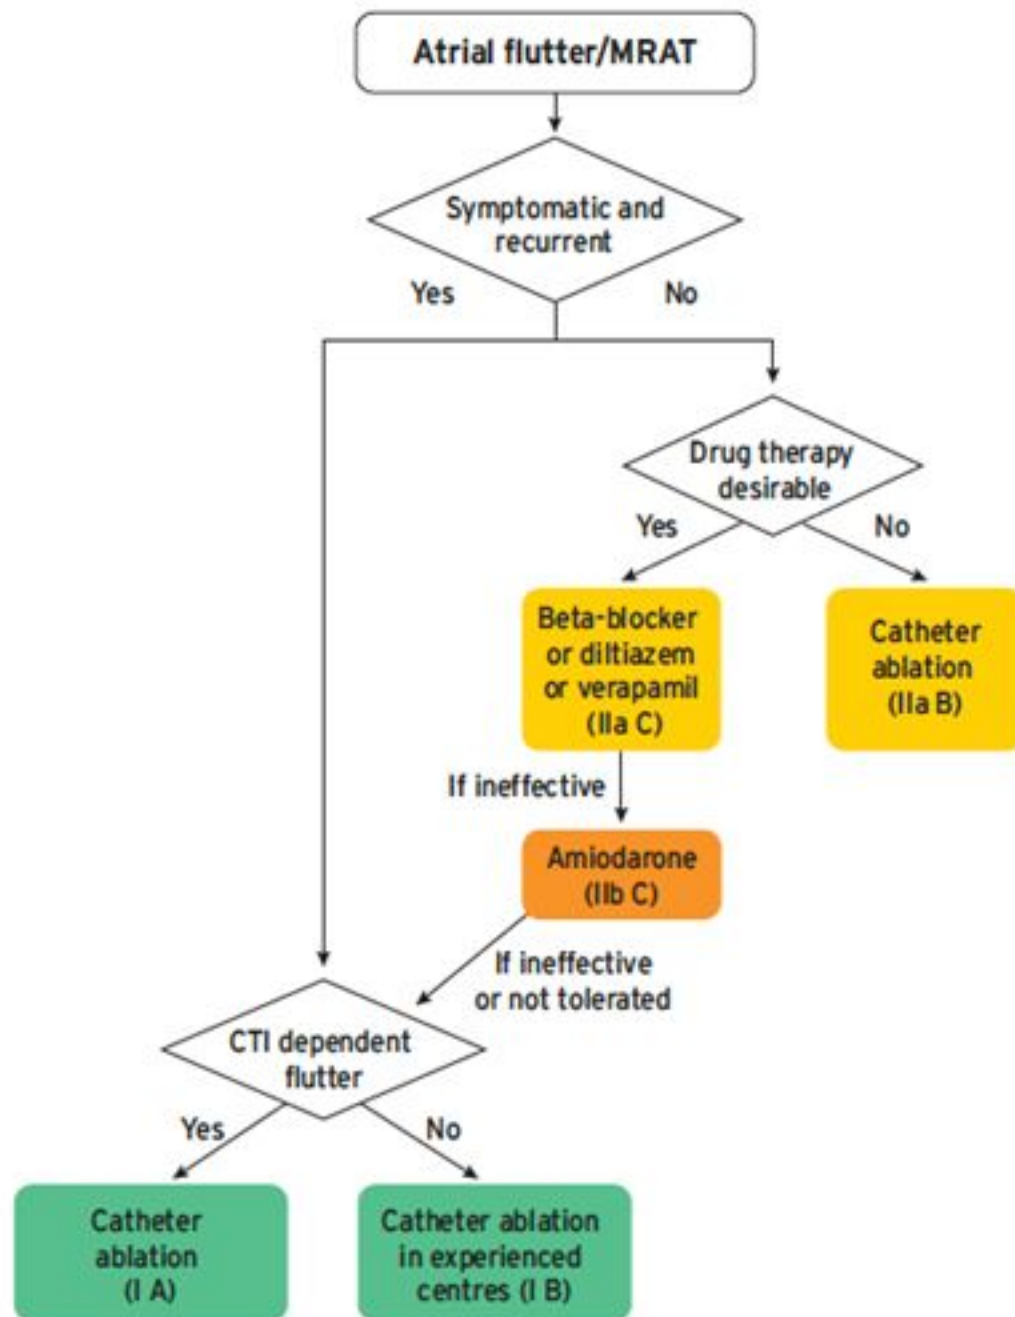 Atrial flutter/MRAT
Symptomatic and
recurrent
Yes
No
Drug therapy
desirable
Yes
No
Beta-blocker
or diltiazem
or verapamil
(IIa C)
Catheter
ablation
(IIa B)
If ineffective
Amiodarone
(IIb C)
If ineffective
or not tolerated
CTI dependent
flutter
Yes
No
Catheter
ablation
(I A)
Catheter ablation
in experienced
centres (I B)